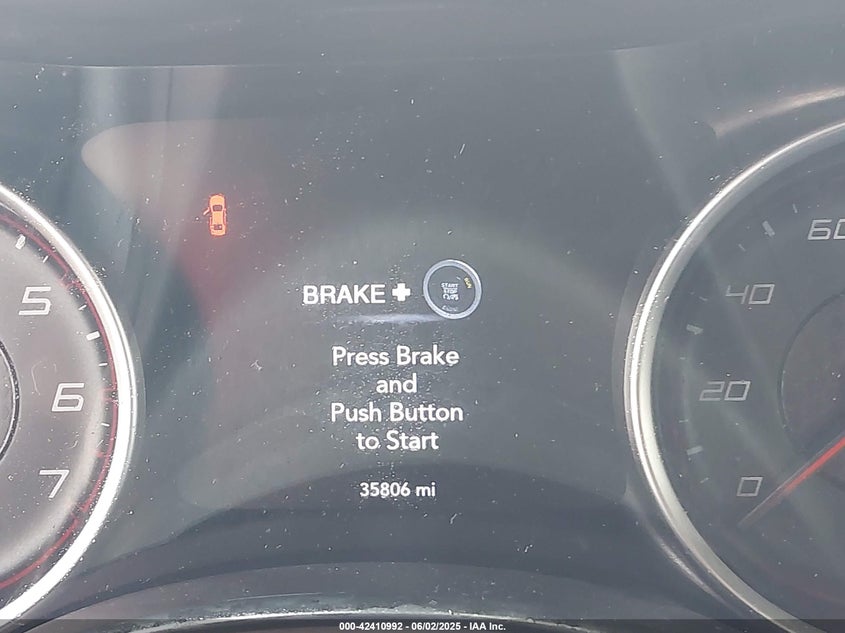 60
5
40
BRAKE + START STOP RUN
Press Brake
and
6
20
Push Button
to Start
7
0
35806 mi
000-42410992 - 06/02/2025 - IAA Inc.